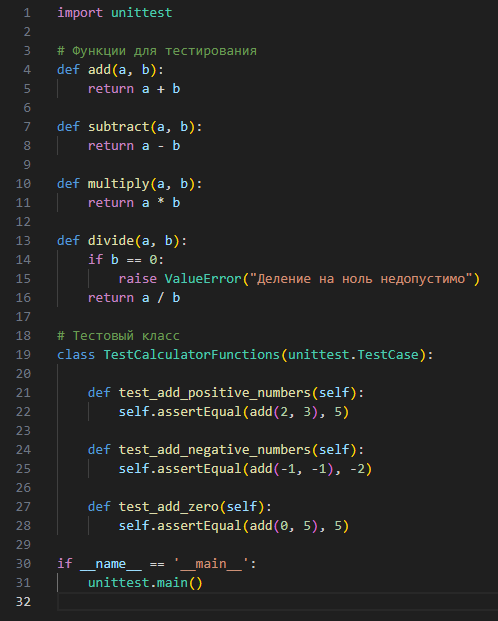 1 import unittest
2
3 # Функции для тестирования
4 def add(a, b):
5     return a + b
6
7 def subtract(a, b):
8     return a - b
9
10 def multiply(a, b):
11     return a * b
12
13 def divide(a, b):
14     if b == 0:
15         raise ValueError("Деление на ноль недопустимо")
16     return a / b
17
18 # Тестовый класс
19 class TestCalculatorFunctions(unittest.TestCase):
20
21     def test_add_positive_numbers(self):
22         self.assertEqual(add(2, 3), 5)
23
24     def test_add_negative_numbers(self):
25         self.assertEqual(add(-1, -1), -2)
26
27     def test_add_zero(self):
28         self.assertEqual(add(0, 5), 5)
29
30 if __name__ == '__main__':
31     unittest.main()
32